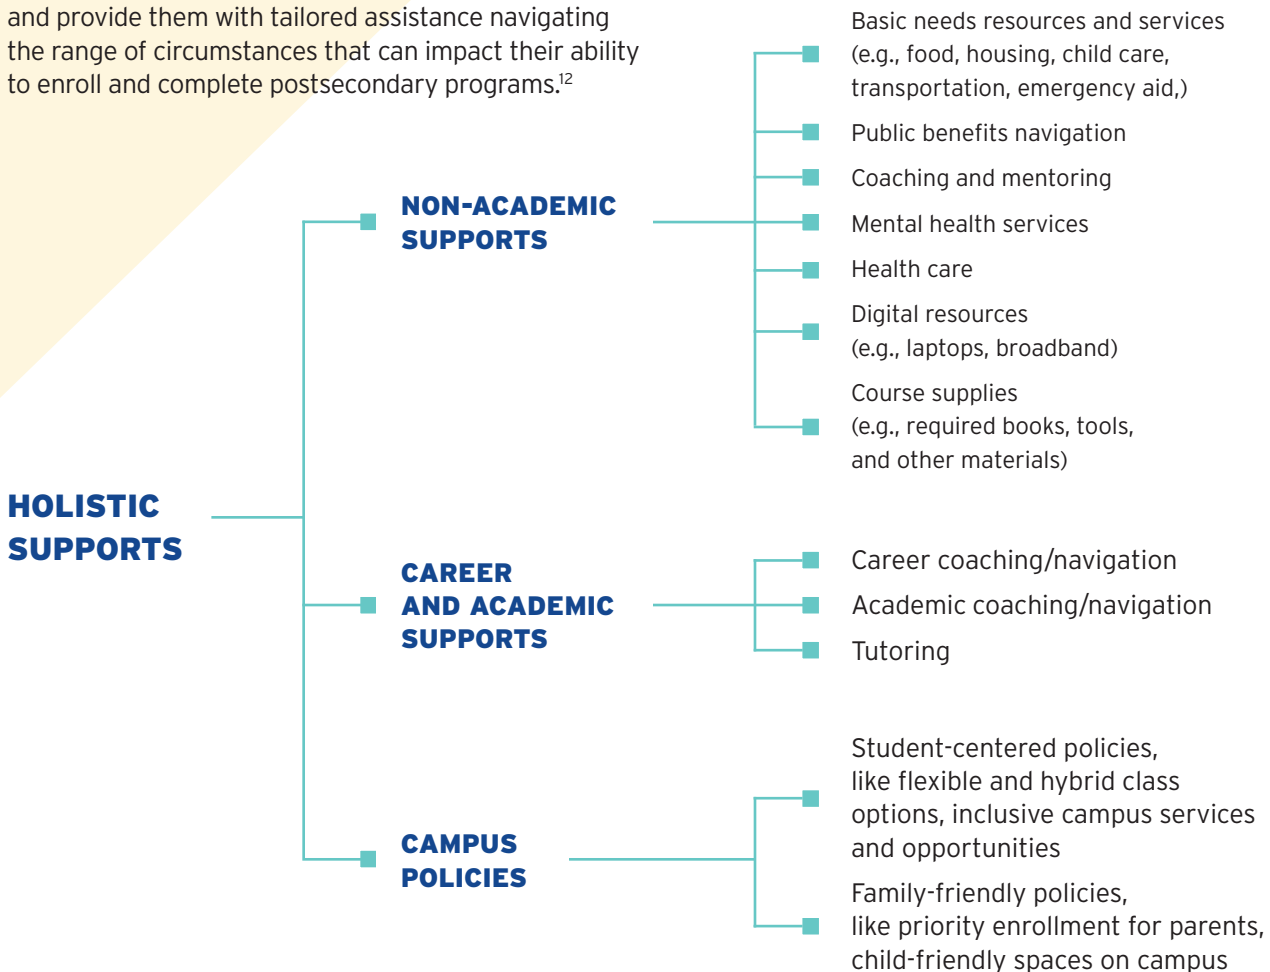 and provide them with tailored assistance navigating
the range of circumstances that can impact their ability
to enroll and complete postsecondary programs.12
HOLISTIC
SUPPORTS
NON-ACADEMIC
SUPPORTS
Basic needs resources and services
(e.g., food, housing, child care,
transportation, emergency aid,)
Public benefits navigation
Coaching and mentoring
Mental health services
Health care
Digital resources
(e.g., laptops, broadband)
Course supplies
(e.g., required books, tools,
and other materials)
CAREER
AND ACADEMIC
SUPPORTS
Career coaching/navigation
Academic coaching/navigation
Tutoring
CAMPUS
POLICIES
Student-centered policies,
like flexible and hybrid class
options, inclusive campus services
and opportunities
Family-friendly policies,
like priority enrollment for parents,
child-friendly spaces on campus